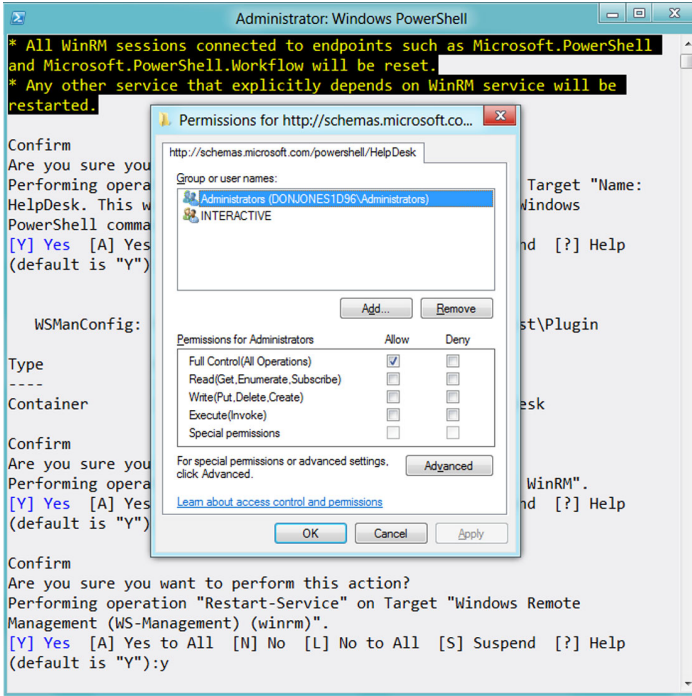 Administrator: Windows PowerShell
* All WinRM sessions connected to endpoints such as Microsoft.PowerShell
and Microsoft.PowerShell.Workflow will be reset.
* Any other service that explicitly depends on WinRM service will be
restarted.
Permissions for http://schemas.microsoft.co...
http://schemas.microsoft.com/powershell/HelpDesk
Group or user names:
Administrators (DONJONES1D96\Administrators)
INTERACTIVE
Add... Remove
Permissions for Administrators Allow Deny
Full Control(All Operations)
Read(Get,Enumerate,Subscribe)
Write(Put,Delete,Create)
Execute(Invoke)
Special permissions
For special permissions or advanced settings,
click Advanced.
Advanced
Learn about access control and permissions
OK Cancel Apply
Confirm
Are you sure you
Performing opera Target "Name:
HelpDesk. This w Windows
PowerShell comma
[Y] Yes [A] Yes nd [?] Help
(default is "Y")
WSManConfig: st\Plugin
Type
----
Container esk
Confirm
Are you sure you
Performing opera WinRM".
[Y] Yes [A] Yes nd [?] Help
(default is "Y")
Confirm
Are you sure you want to perform this action?
Performing operation "Restart-Service" on Target "Windows Remote
Management (WS-Management) (winrm)".
[Y] Yes [A] Yes to All [N] No [L] No to All [S] Suspend [?] Help
(default is "Y"):y